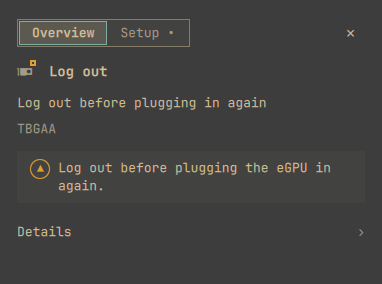 Overview Setup •
Log out
Log out before plugging in again
TBGAA
Log out before plugging the eGPU in
again.
Details